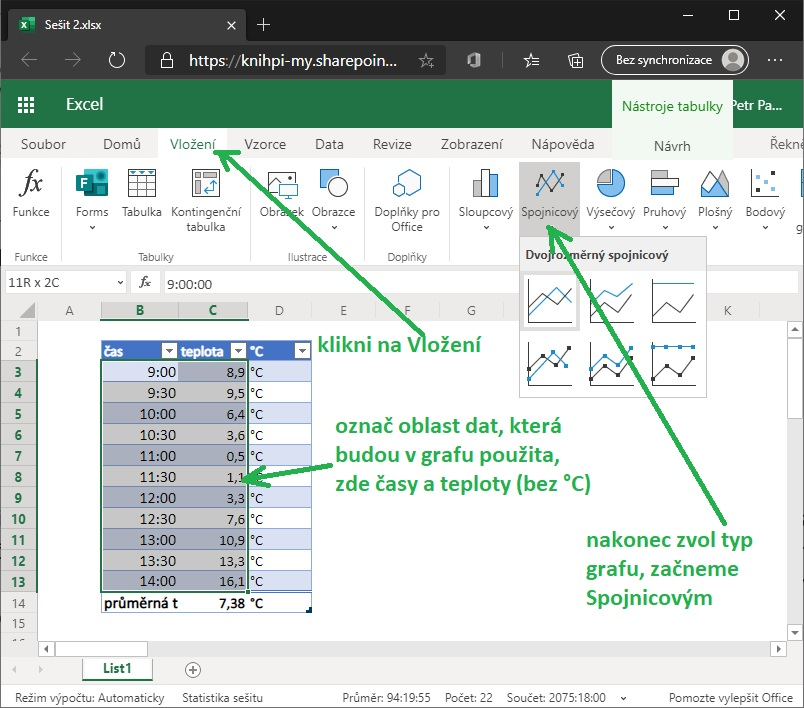 Sešit 2.xlsx
https://knihpi-my.sharepoin...
Bez synchronizace
Excel
Nástroje tabulky
Petr Pa...
Soubor Domů Vložení Vzorce Data Revize Zobrazení Nápověda Návrh Řekně
fx Forms Tabulka Kontingenční tabulka Obrázek Obrazce Doplňky pro Office Sloupcový Spojnicový Výsečový Pruhový Plošný Bodový
Funkce
Funkce Tabulky Ilustrace Doplňky
Dvojrozměrný spojnicový
11R x 2C fx 9:00:00
A B C D E F G K
1
2 čas teplota °C
3 9:00 8,9 °C
4 9:30 9,5 °C
5 10:00 6,4 °C
6 10:30 3,6 °C
7 11:00 0,5 °C
8 11:30 1,1 °C
9 12:00 3,3 °C
10 12:30 7,6 °C
11 13:00 10,9 °C
12 13:30 13,3 °C
13 14:00 16,1 °C
14 průměrná t 7,38 °C
15
klikni na Vložení
označ oblast dat, která
budou v grafu použita,
zde časy a teploty (bez °C)
nakonec zvol typ
grafu, začneme
Spojnicovým
List1
Režim výpočtu: Automaticky Statistika sešitu Průměr: 94:19:55 Počet: 22 Součet: 2075:18:00 Pomozte vylepšit Office